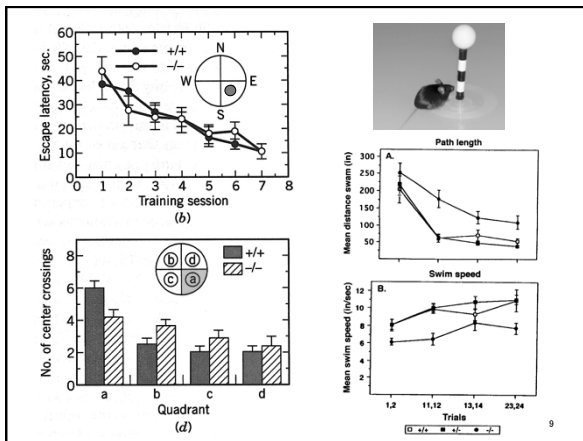 60
50
40
30
20
10
0
Escape latency, sec.
+/+
−/−
N
W
E
S
0 1 2 3 4 5 6 7 8
Training session
(b)
8
6
4
2
0
No. of center crossings
b d
c a
+/+
−/−
a b c d
Quadrant
(d)
Path length
A.
300
250
200
150
100
50
Mean distance swam (in)
Swim speed
B.
12
10
8
6
4
2
Mean swim speed (in/sec)
1,2 11,12 13,14 23,24
Trials
+/+ +/- -/-
9